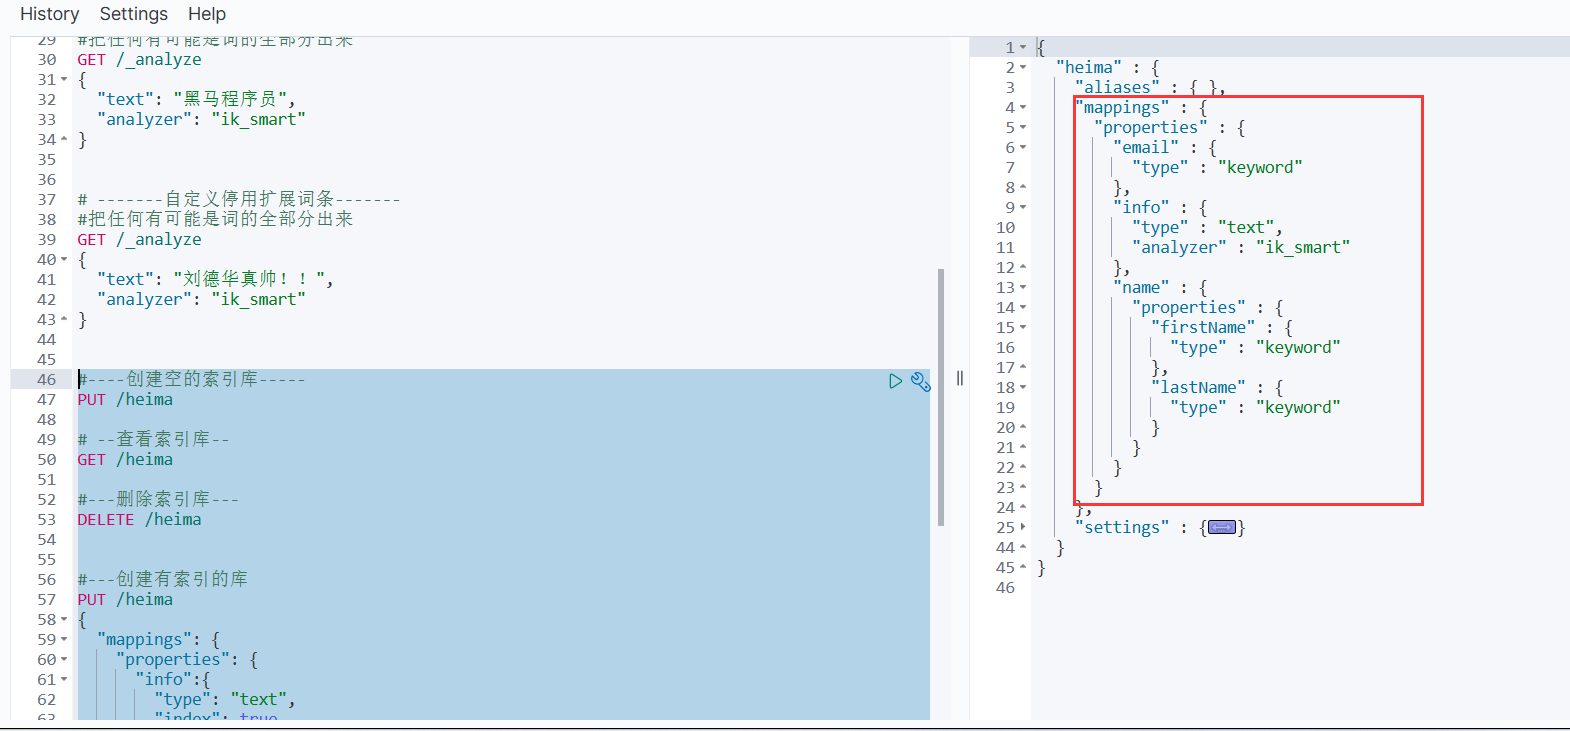 History Settings Help
29 #把任何有可能是词的全部分出来
30 GET /_analyze
31 {
32 "text": "黑马程序员",
33 "analyzer": "ik_smart"
34 }
35
36
37 # -------自定义停用扩展词条-------
38 #把任何有可能是词的全部分出来
39 GET /_analyze
40 {
41 "text": "刘德华真帅！！",
42 "analyzer": "ik_smart"
43 }
44
45
46 #----创建空的索引库-----
47 PUT /heima
48
49 # --查看索引库--
50 GET /heima
51
52 #---删除索引库---
53 DELETE /heima
54
55
56 #---创建有索引的库
57 PUT /heima
58 {
59 "mappings": {
60 "properties": {
61 "info":{
62 "type": "text",
63 "index": true
1 {
2 "heima" : {
3 "aliases" : { },
4 "mappings" : {
5 "properties" : {
6 "email" : {
7 "type" : "keyword"
8 },
9 "info" : {
10 "type" : "text",
11 "analyzer" : "ik_smart"
12 },
13 "name" : {
14 "properties" : {
15 "firstName" : {
16 "type" : "keyword"
17 },
18 "lastName" : {
19 "type" : "keyword"
20 }
21 }
22 }
23 }
24 },
25 "settings" : {}
44 }
45 }
46